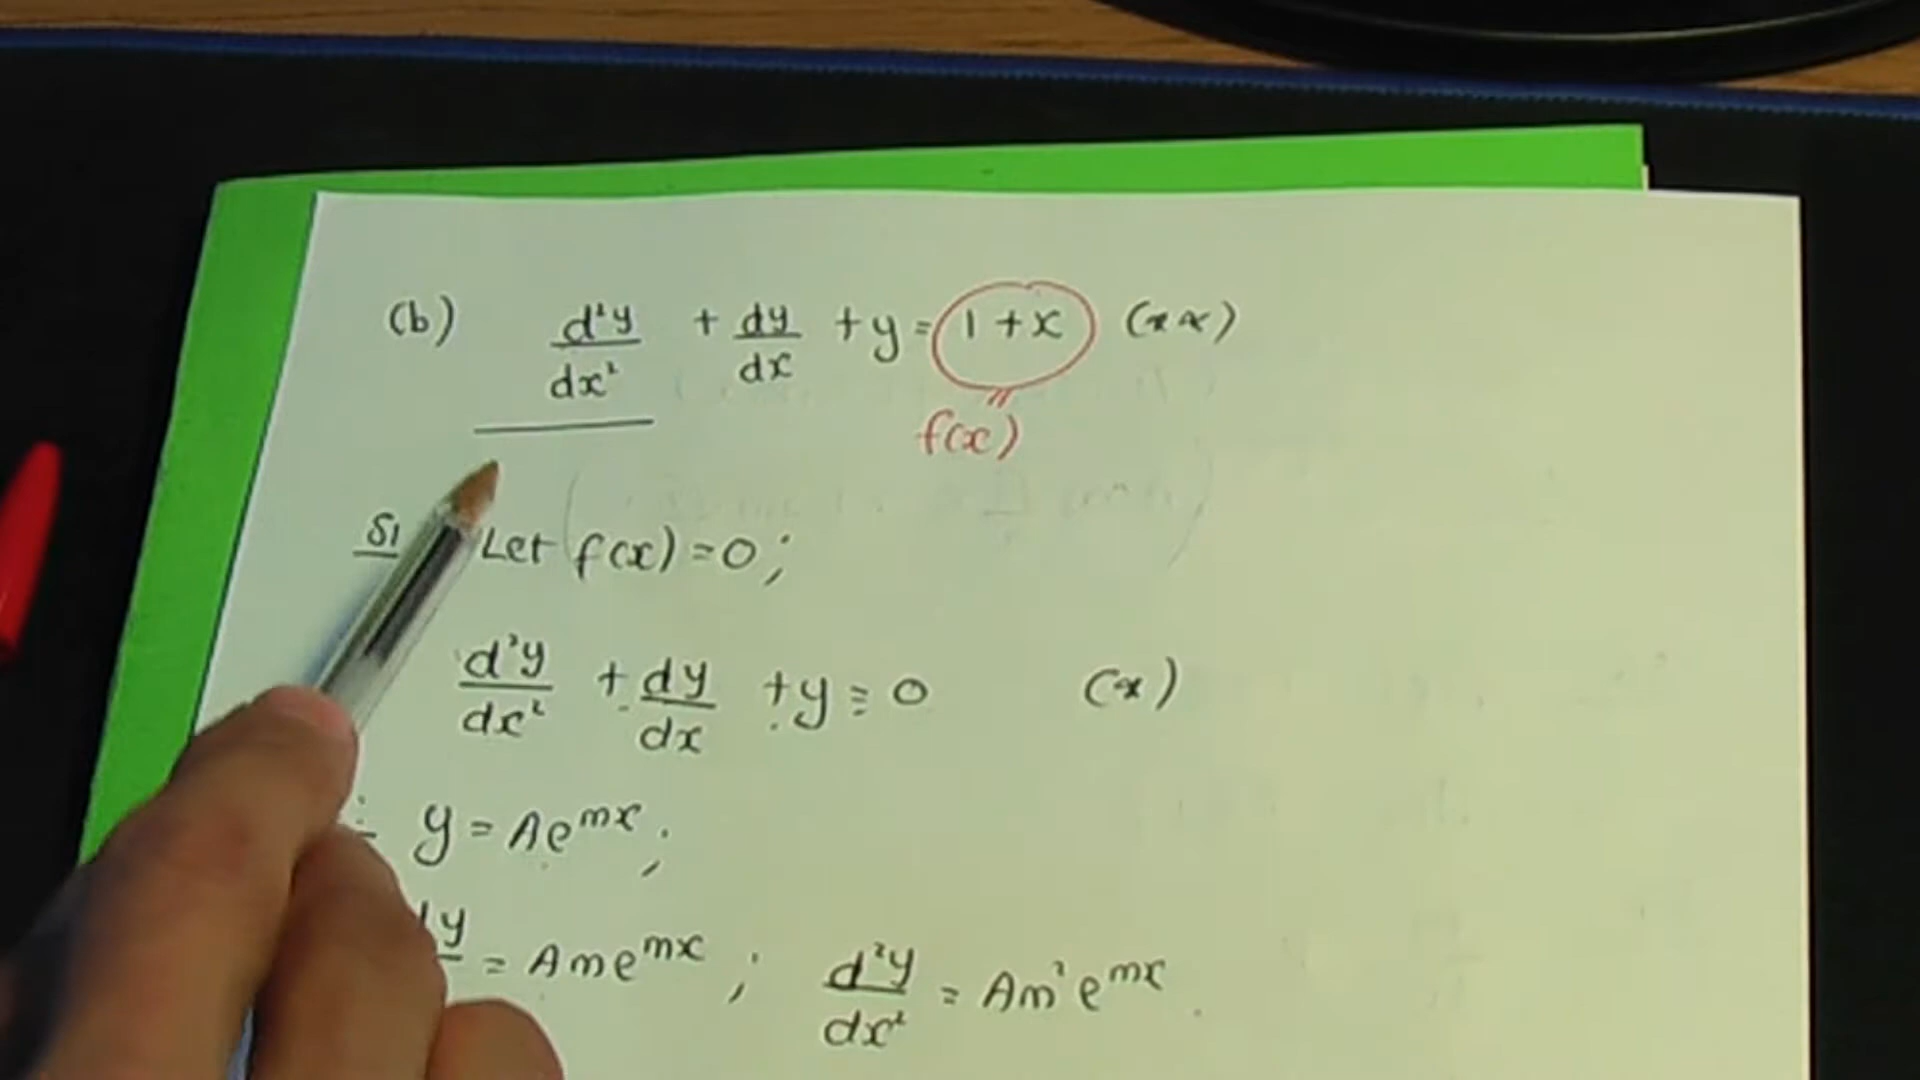 (b) d²y/dx² + dy/dx + y = 1 + x (**)
f(x)
S1 Let f(x) = 0;
d²y/dx² + dy/dx + y = 0 (*)
y = Ae^mx;
= Ame^mx; d²y/dx² = Am²e^mx.